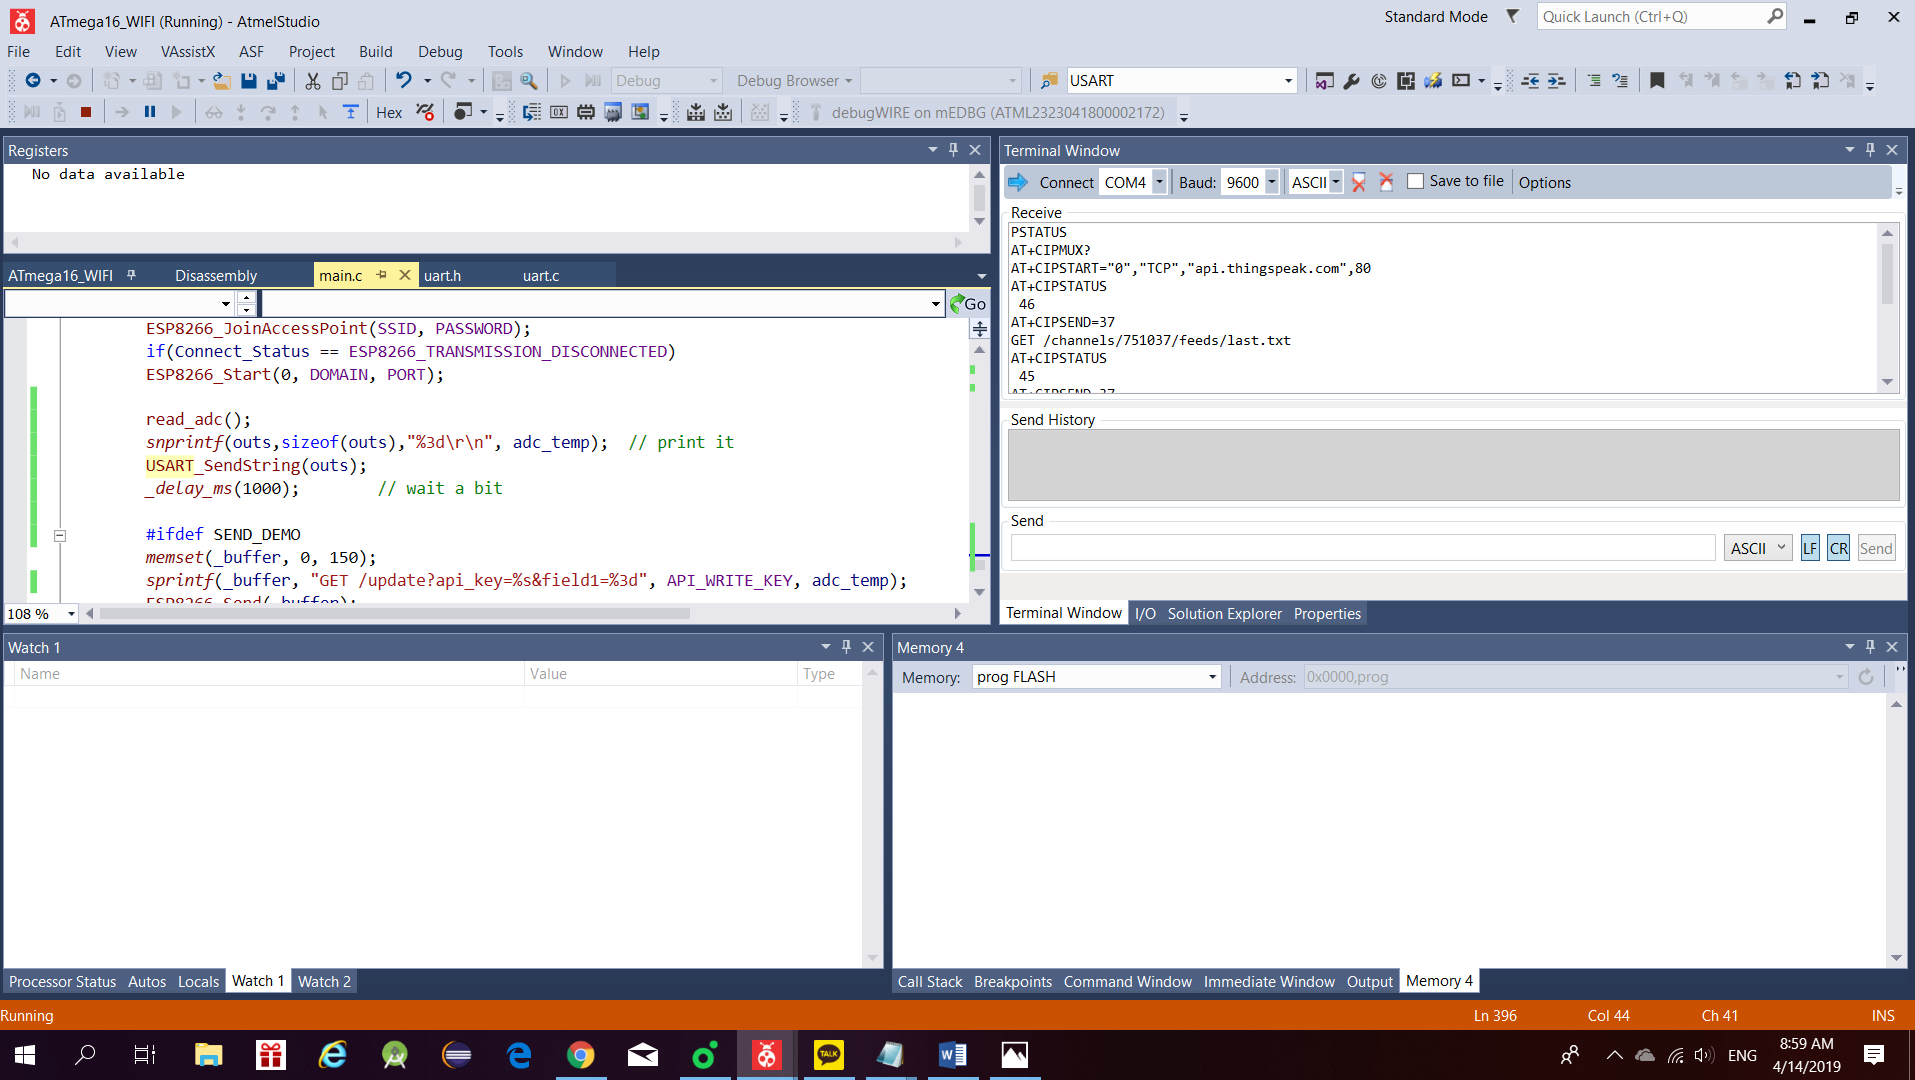 ATmega16_WIFI (Running) - AtmelStudio
Standard Mode
Quick Launch (Ctrl+Q)
File Edit View VAssistX ASF Project Build Debug Tools Window Help
Debug
Debug Browser
USART
Hex
debugWIRE on mEDBG (ATML2323041800002172)
Registers
No data available
ATmega16_WIFI
Disassembly
main.c
uart.h
uart.c
Go
ESP8266_JoinAccessPoint(SSID, PASSWORD);
if(Connect_Status == ESP8266_TRANSMISSION_DISCONNECTED)
ESP8266_Start(0, DOMAIN, PORT);
read_adc();
snprintf(outs,sizeof(outs),"%3d\r\n", adc_temp);  // print it
USART_SendString(outs);
_delay_ms(1000);        // wait a bit
#ifdef SEND_DEMO
memset(_buffer, 0, 150);
sprintf(_buffer, "GET /update?api_key=%s&field1=%3d", API_WRITE_KEY, adc_temp);
ESP8266_Send(_buffer);
108 %
Terminal Window
Connect COM4 Baud: 9600 ASCII Save to file Options
Receive
PSTATUS
AT+CIPMUX?
AT+CIPSTART="0","TCP","api.thingspeak.com",80
AT+CIPSTATUS
46
AT+CIPSEND=37
GET /channels/751037/feeds/last.txt
AT+CIPSTATUS
45
AT+CIPSEND=37
Send History
Send
ASCII LF CR Send
Terminal Window I/O Solution Explorer Properties
Watch 1
Name Value Type
Processor Status Autos Locals Watch 1 Watch 2
Memory 4
Memory: prog FLASH Address: 0x0000,prog
Call Stack Breakpoints Command Window Immediate Window Output Memory 4
Running
Ln 396 Col 44 Ch 41 INS
TALK
W
ENG
8:59 AM
4/14/2019